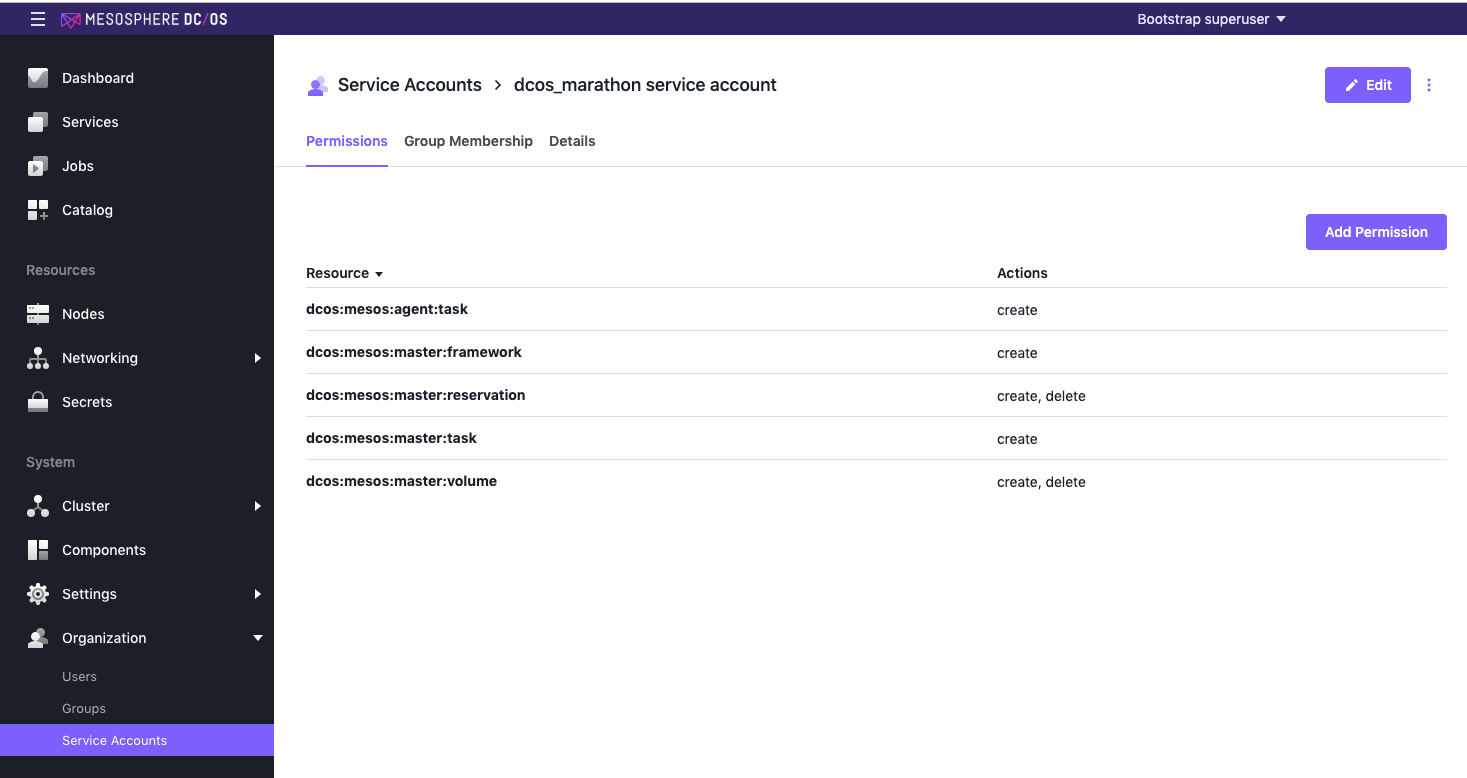 MESOSPHERE DC/OS
Bootstrap superuser
Dashboard
Services
Jobs
Catalog
Resources
Nodes
Networking
Secrets
System
Cluster
Components
Settings
Organization
Users
Groups
Service Accounts
Service Accounts > dcos_marathon service account
Edit
Permissions Group Membership Details
Add Permission
Resource Actions
dcos:mesos:agent:task create
dcos:mesos:master:framework create
dcos:mesos:master:reservation create, delete
dcos:mesos:master:task create
dcos:mesos:master:volume create, delete